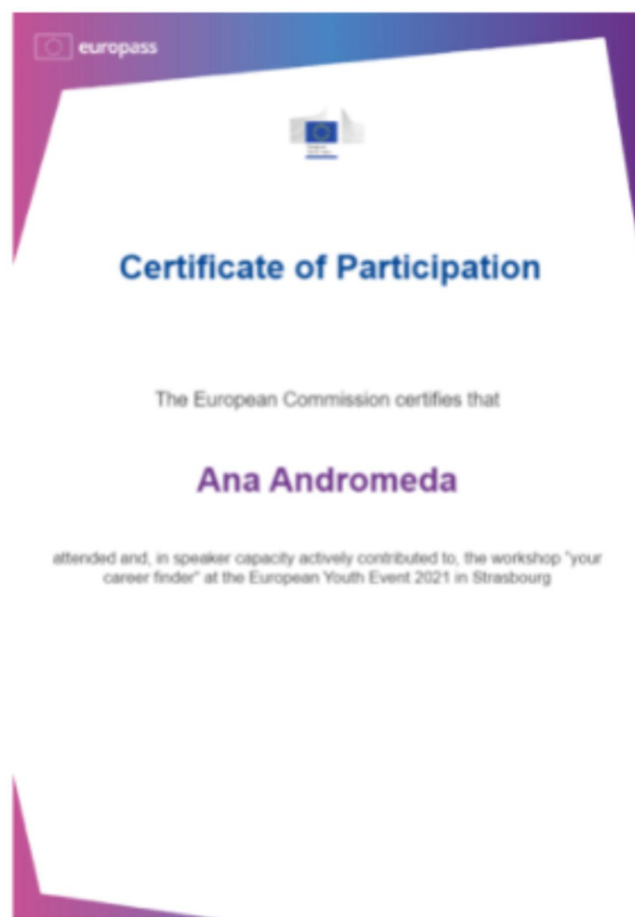 europass
Certificate of Participation
The European Commission certifies that
Ana Andromeda
attended and, in speaker capacity actively contributed to, the workshop "your
career finder" at the European Youth Event 2021 in Strasbourg